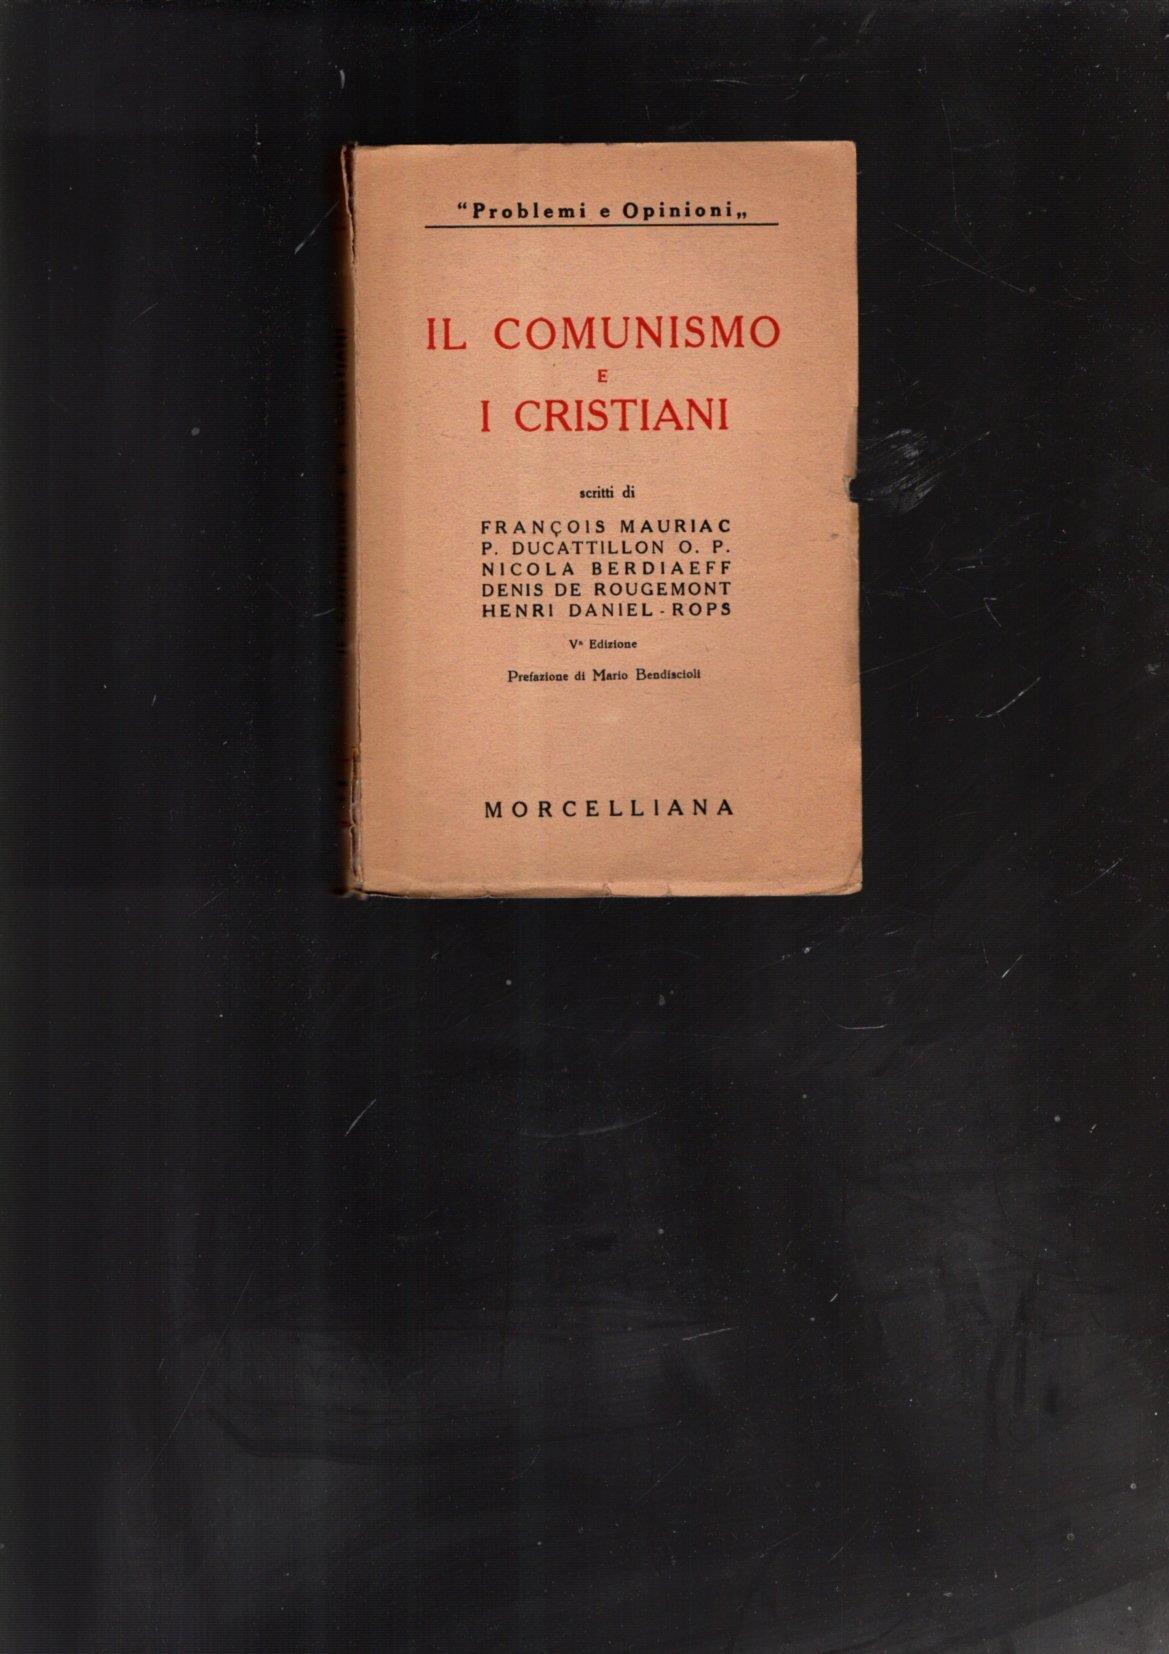 “Problemi e Opinioni„
IL COMUNISMO
E
I CRISTIANI
scritti di
FRANÇOIS MAURIAC
P. DUCATTILLON O. P.
NICOLA BERDIAEFF
DENIS DE ROUGEMONT
HENRI DANIEL-ROPS
Vª Edizione
Prefazione di Mario Bendiscioli
MORCELLIANA